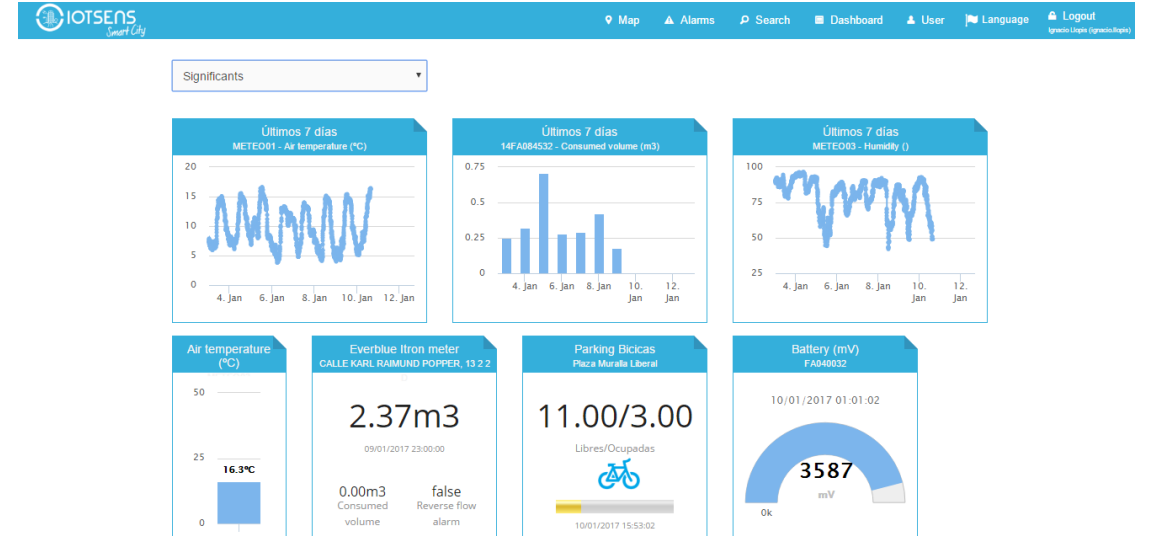 IOTSENS
Smart City
Map
Alarms
Search
Dashboard
User
Language
Logout
Ignacio Llopis (ignacio.llopis)
Significants
Últimos 7 días
METEO01 - Air temperature (ºC)
20
15
10
5
0
4. Jan
6. Jan
8. Jan
10. Jan
12. Jan
Últimos 7 días
14FA084532 - Consumed volume (m3)
0.75
0.5
0.25
0
4. Jan
6. Jan
8. Jan
10.
Jan
12.
Jan
Últimos 7 días
METEO03 - Humidity ()
100
75
50
25
4. Jan
6. Jan
8. Jan
10.
Jan
12.
Jan
Air temperature
(ºC)
50
25
16.3ºC
0
Everblue Itron meter
CALLE KARL RAIMUND POPPER, 13 2 2
2.37m3
09/01/2017 23:00:00
0.00m3
Consumed
volume
false
Reverse flow
alarm
Parking Bicicas
Plaza Muralla Liberal
11.00/3.00
Libres/Ocupadas
10/01/2017 15:53:02
Battery (mV)
FA040032
10/01/2017 01:01:02
3587
mV
0k